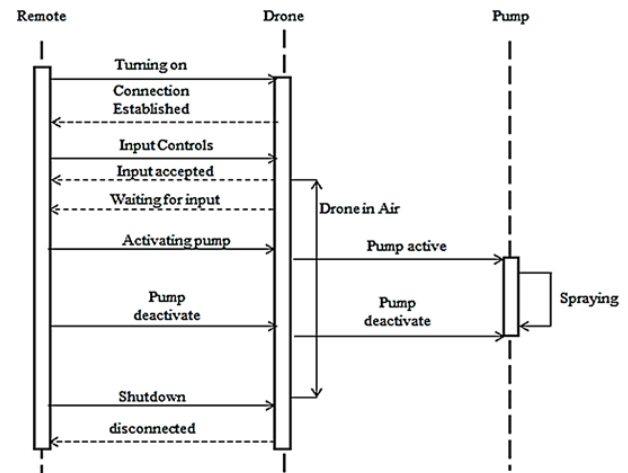 Remote Drone Pump
Turning on
Connection
Established
Input Controls
Input accepted
Waiting for input
Drone in Air
Activating pump
Pump active
Spraying
Pump
deactivate
Pump
deactivate
Shutdown
disconnected